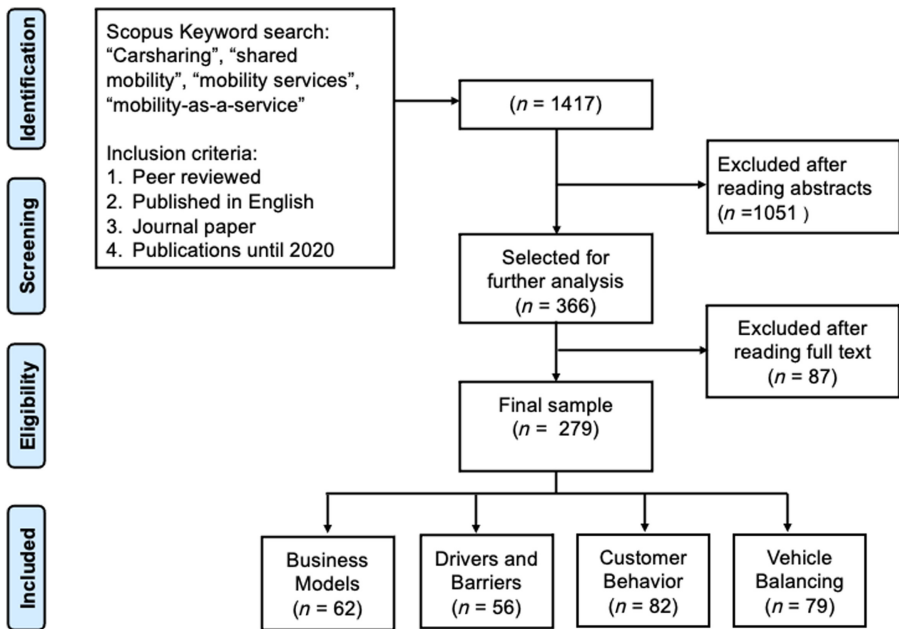 Identification
Scopus Keyword search:
“Carsharing”, “shared
mobility”, “mobility services”,
“mobility-as-a-service”
Inclusion criteria:
1. Peer reviewed
2. Published in English
3. Journal paper
4. Publications until 2020
(n = 1417)
Excluded after
reading abstracts
(n =1051 )
Screening
Selected for
further analysis
(n = 366)
Excluded after
reading full text
(n = 87)
Eligibility
Final sample
(n = 279)
Included
Business
Models
(n = 62)
Drivers and
Barriers
(n = 56)
Customer
Behavior
(n = 82)
Vehicle
Balancing
(n = 79)